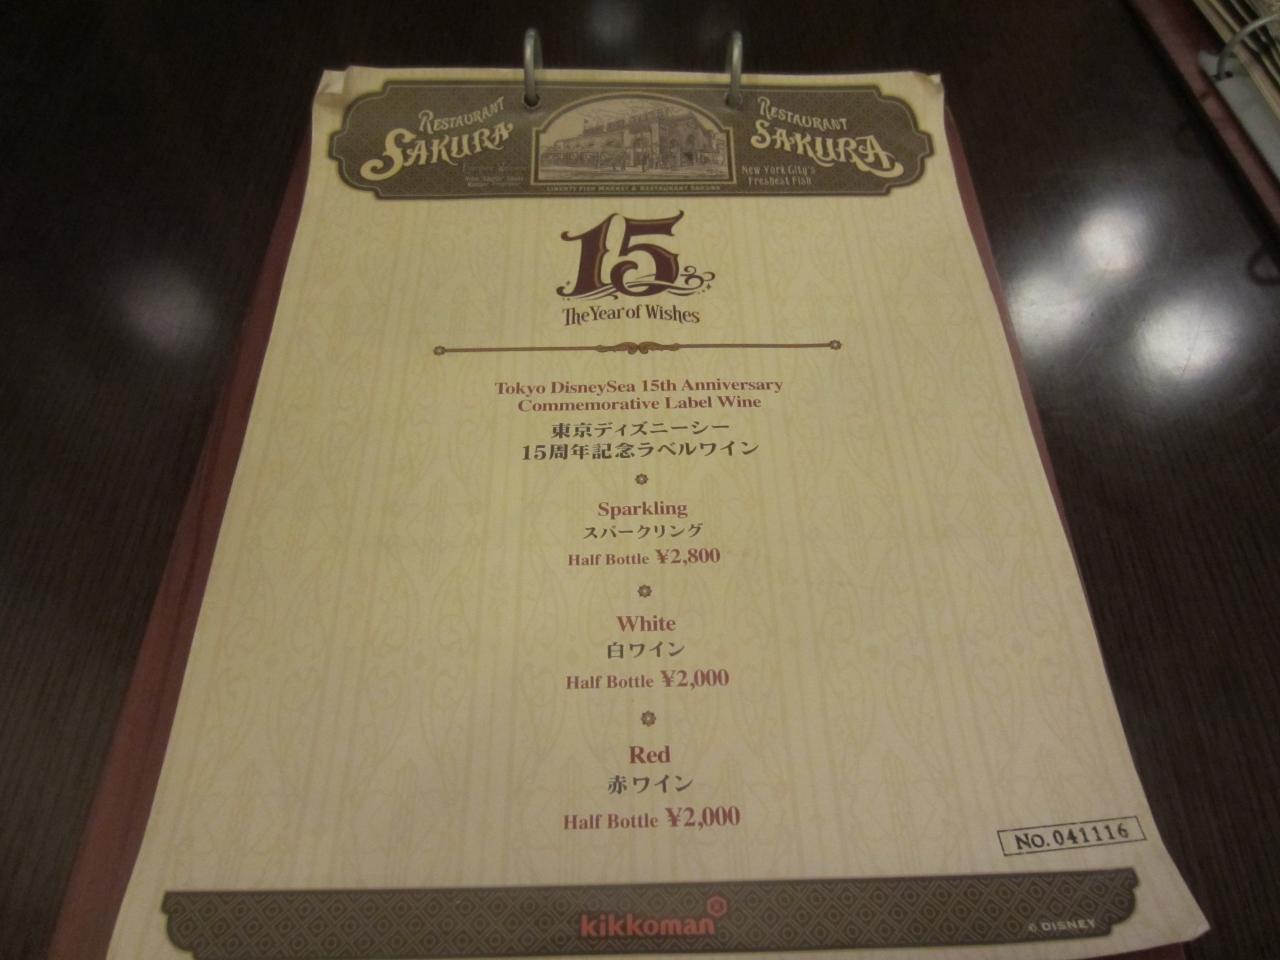 RESTAURANT
SAKURA
RESTAURANT
SAKURA
New York City's
Freshest Fish
LIBERTY FISH MARKET & RESTAURANT SAKURA
15
The Year of Wishes
Tokyo DisneySea 15th Anniversary
Commemorative Label Wine
東京ディズニーシー
15周年記念ラベルワイン
Sparkling
スパークリング
Half Bottle ¥2,800
White
白ワイン
Half Bottle ¥2,000
Red
赤ワイン
Half Bottle ¥2,000
No. 041116
kikkoman
© DISNEY